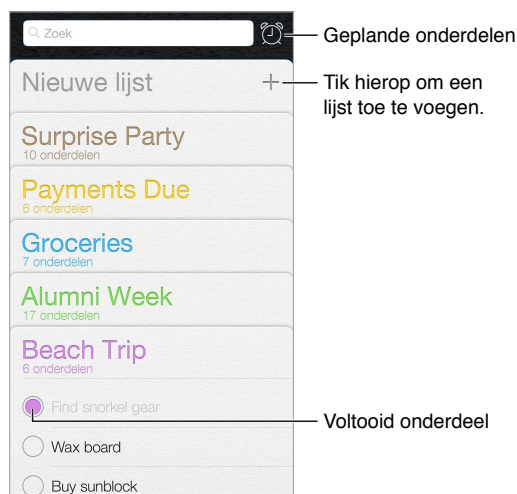 Zoek
Geplande onderdelen
Nieuwe lijst
Tik hierop om een
lijst toe te voegen.
Surprise Party
10 onderdelen
Payments Due
6 onderdelen
Groceries
7 onderdelen
Alumni Week
17 onderdelen
Beach Trip
6 onderdelen
Find snorkel gear
Voltooid onderdeel
Wax board
Buy sunblock